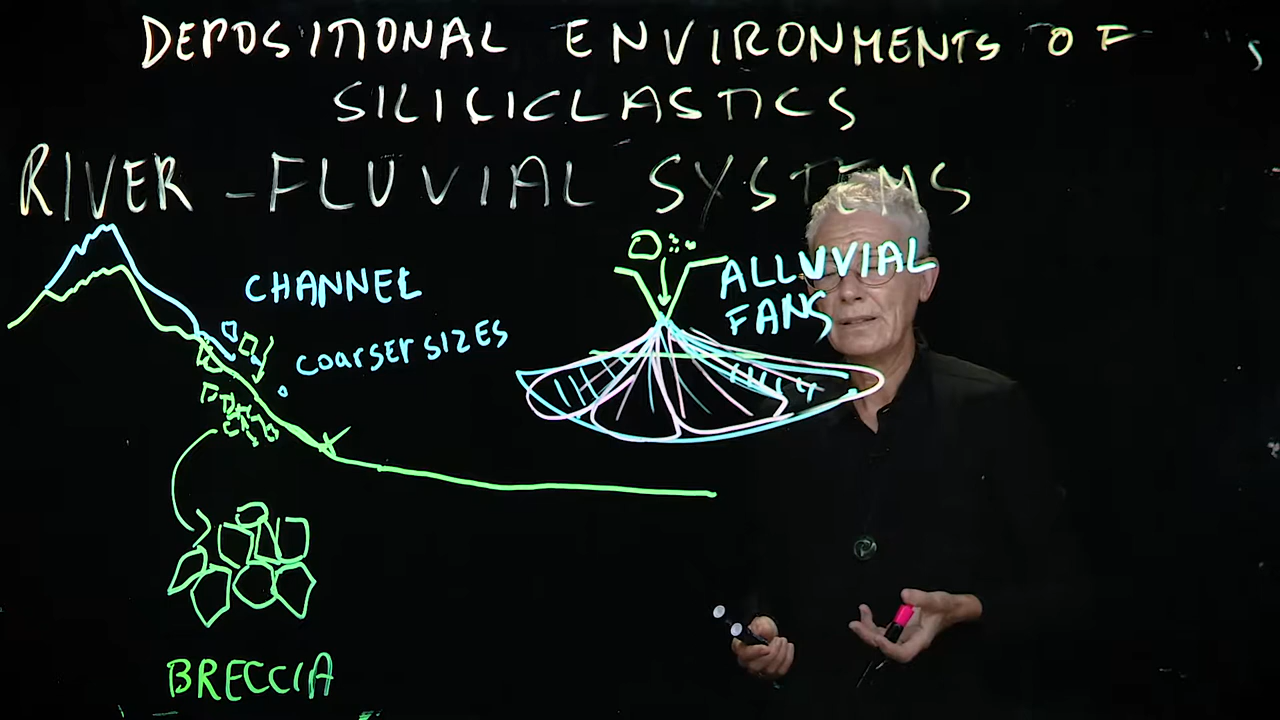 DEPOSITIONAL ENVIRONMENTS OF
SILICICLASTICS
RIVER - FLUVIAL SYSTEMS
CHANNEL
coarser sizes
ALLUVIAL
FANS
BRECCIA